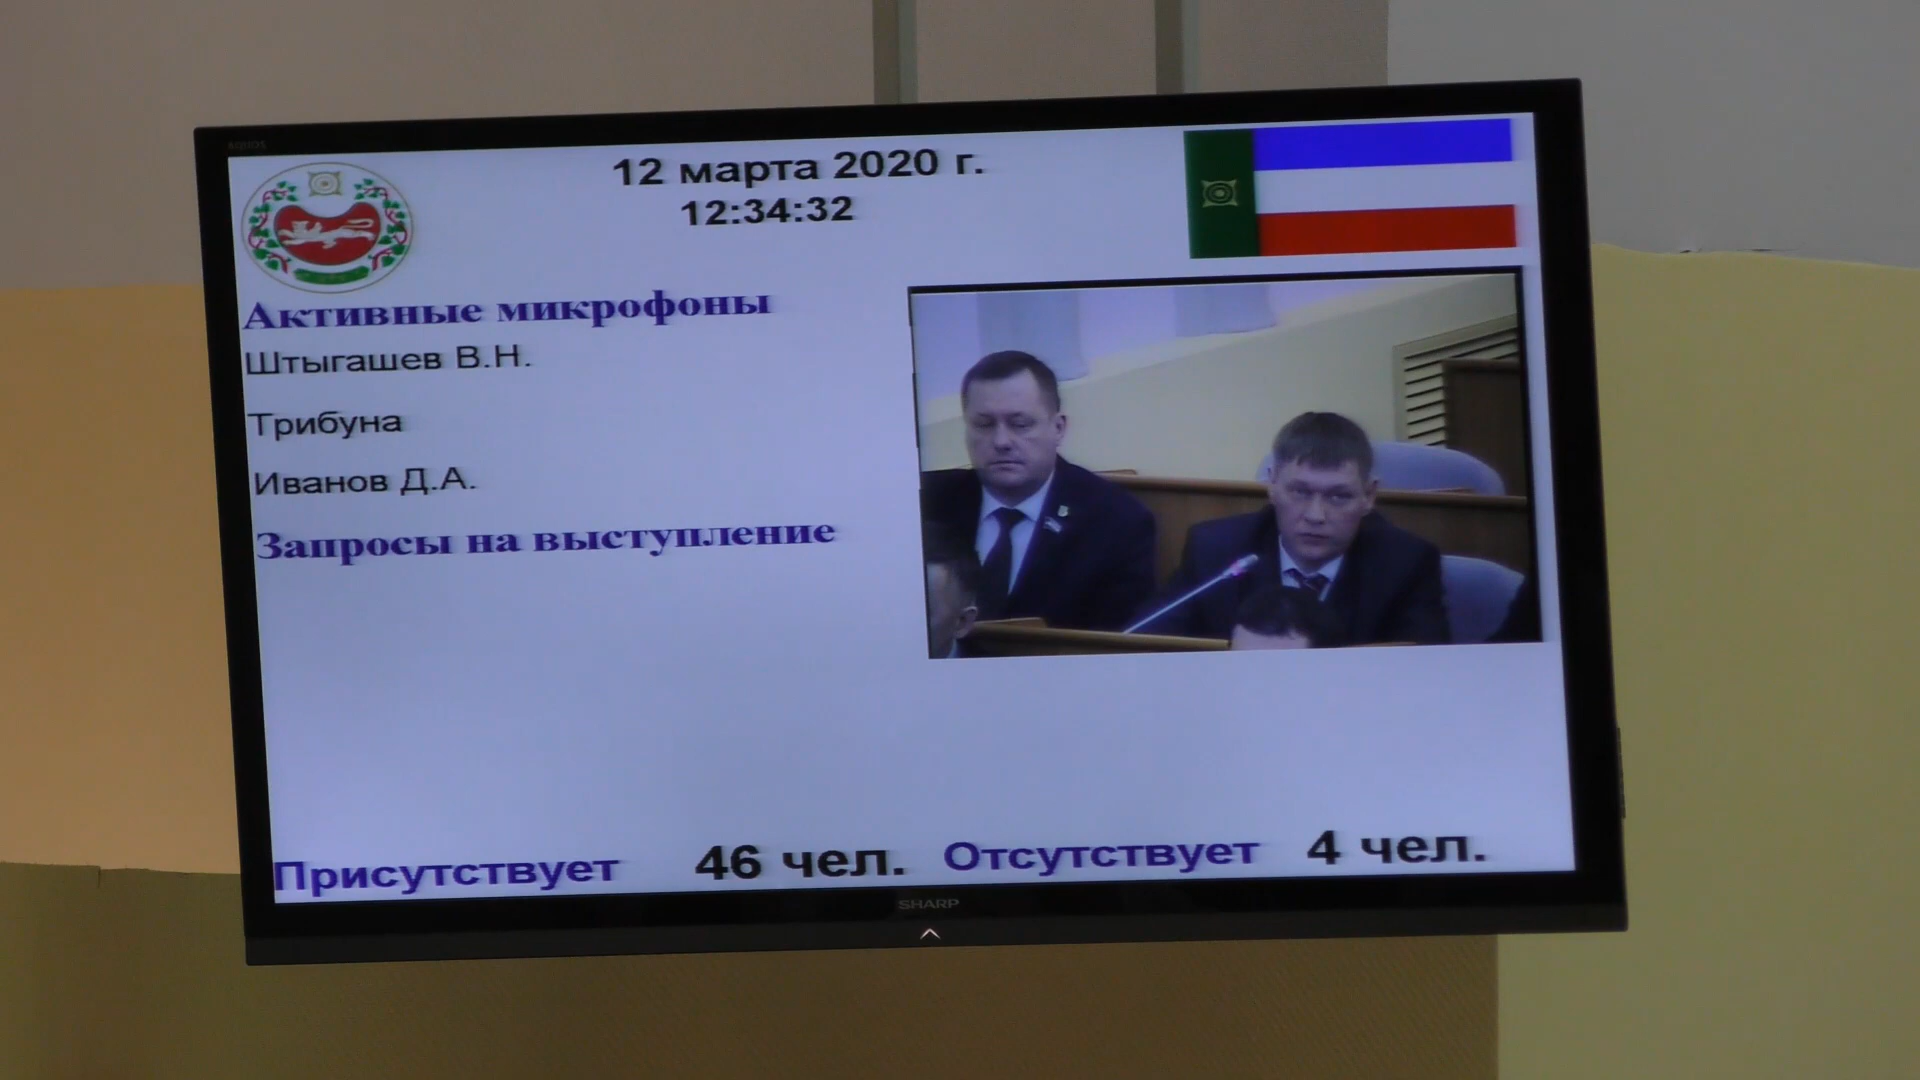 AQUOS
12 марта 2020 г.
12:34:32
Активные микрофоны
Штыгашев В.Н.
Трибуна
Иванов Д.А.
Запросы на выступление
Присутствует 46 чел. Отсутствует 4 чел.
SHARP